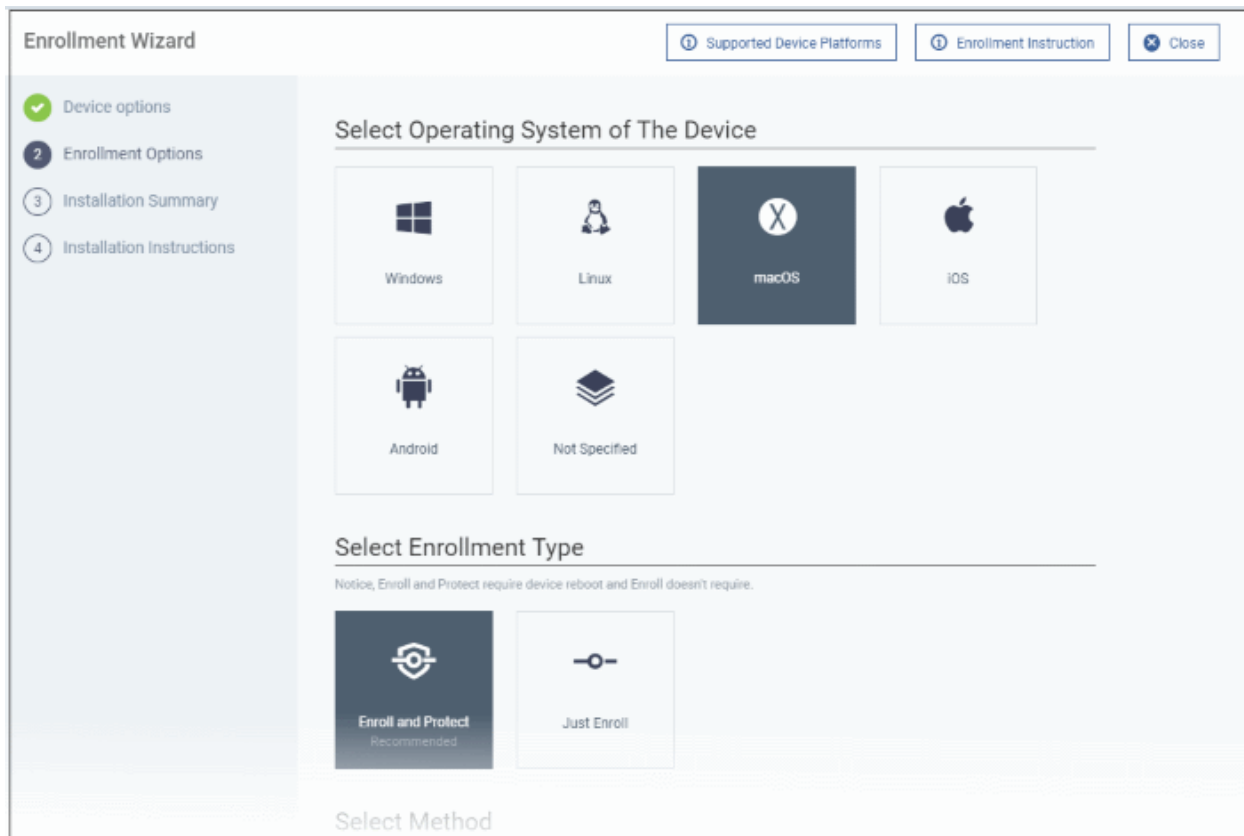 Enrollment Wizard
Supported Device Platforms
Enrollment Instruction
Close
Device options
2 Enrollment Options
3 Installation Summary
4 Installation Instructions
Select Operating System of The Device
Windows
Linux
X
macOS
iOS
Android
Not Specified
Select Enrollment Type
Notice, Enroll and Protect require device reboot and Enroll doesn't require.
Enroll and Protect
Recommended
Just Enroll
Select Method